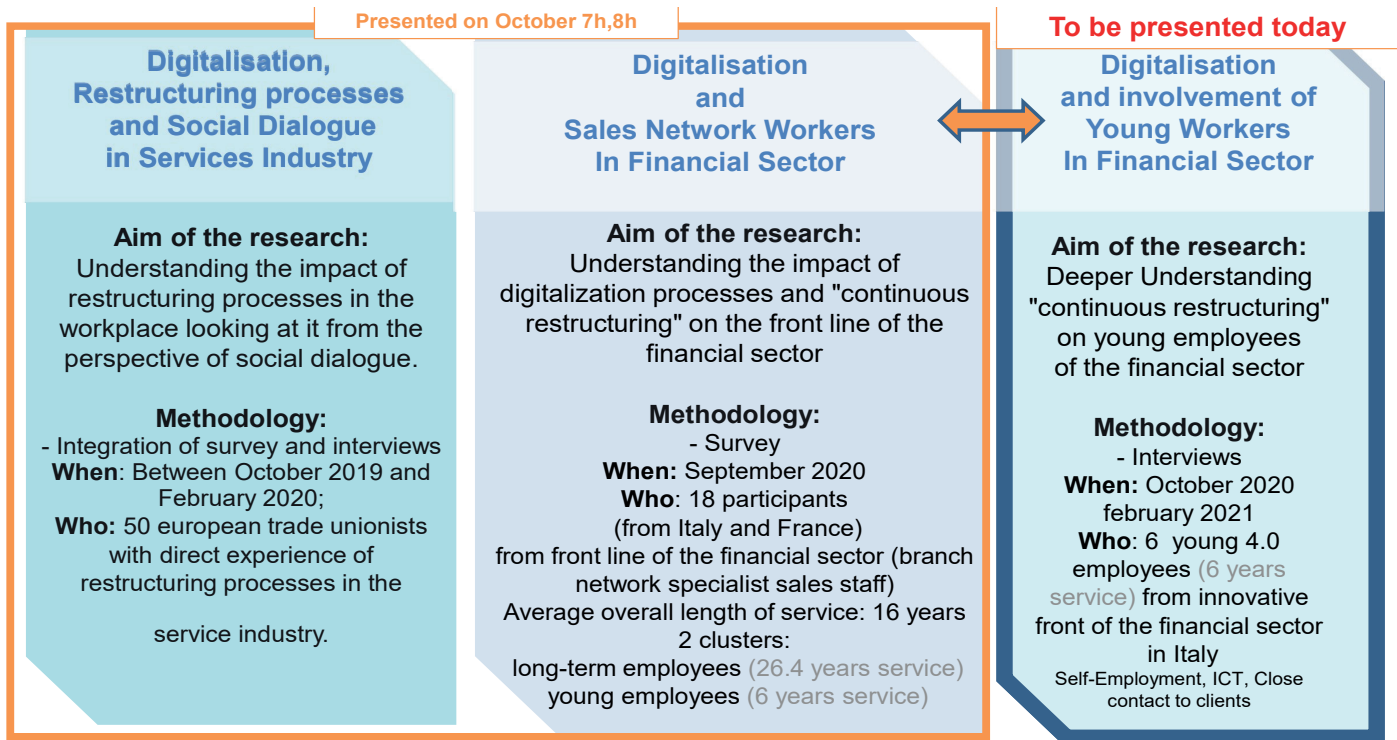 Presented on October 7h,8h
To be presented today
Digitalisation,
Restructuring processes
and Social Dialogue
in Services Industry
Aim of the research:
Understanding the impact of
restructuring processes in the
workplace looking at it from the
perspective of social dialogue.
Methodology:
- Integration of survey and interviews
When: Between October 2019 and
February 2020;
Who: 50 european trade unionists
with direct experience of
restructuring processes in the
service industry.
Digitalisation
and
Sales Network Workers
In Financial Sector
Aim of the research:
Understanding the impact of
digitalization processes and "continuous
restructuring" on the front line of the
financial sector
Methodology:
- Survey
When: September 2020
Who: 18 participants
(from Italy and France)
from front line of the financial sector (branch
network specialist sales staff)
Average overall length of service: 16 years
2 clusters:
long-term employees (26.4 years service)
young employees (6 years service)
Digitalisation
and involvement of
Young Workers
In Financial Sector
Aim of the research:
Deeper Understanding
"continuous restructuring"
on young employees
of the financial sector
Methodology:
- Interviews
When: October 2020
february 2021
Who: 6 young 4.0
employees (6 years
service) from innovative
front of the financial sector
in Italy
Self-Employment, ICT, Close
contact to clients